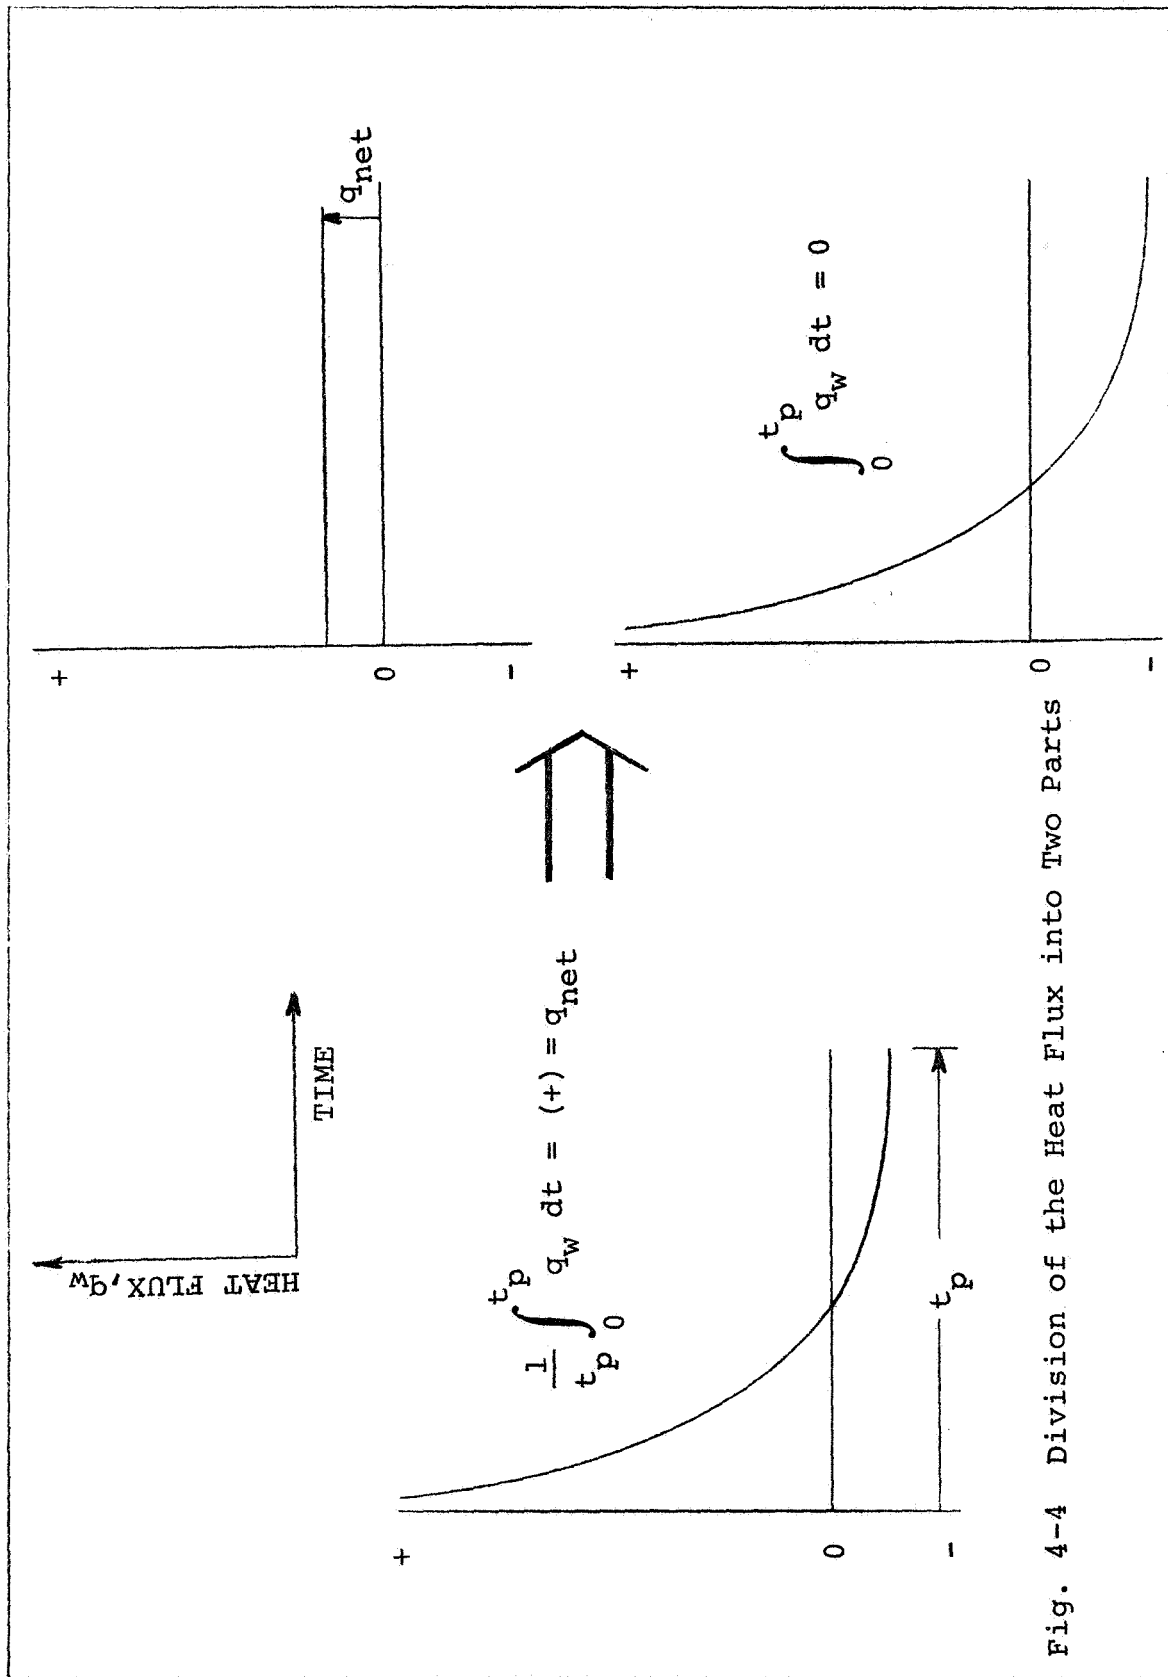 HEAT FLUX, q_w
TIME
+
0
-
q_net
1/t_p ∫_0^{t_p} q_w dt = (+) = q_net
+
0
-
t_p
+
0
-
∫_0^{t_p} q_w dt = 0
Fig. 4-4 Division of the Heat Flux into Two Parts